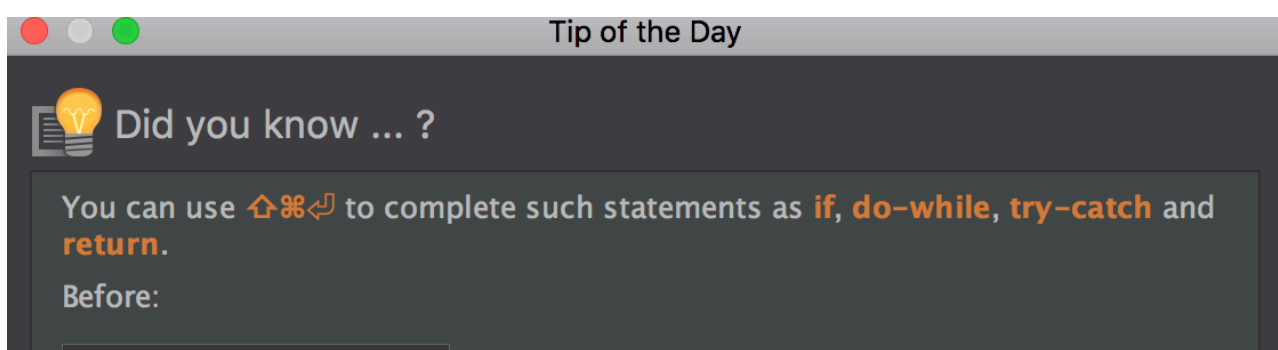 Tip of the Day
Did you know ... ?
You can use ⇧⌘⏎ to complete such statements as if, do-while, try-catch and
return.
Before: